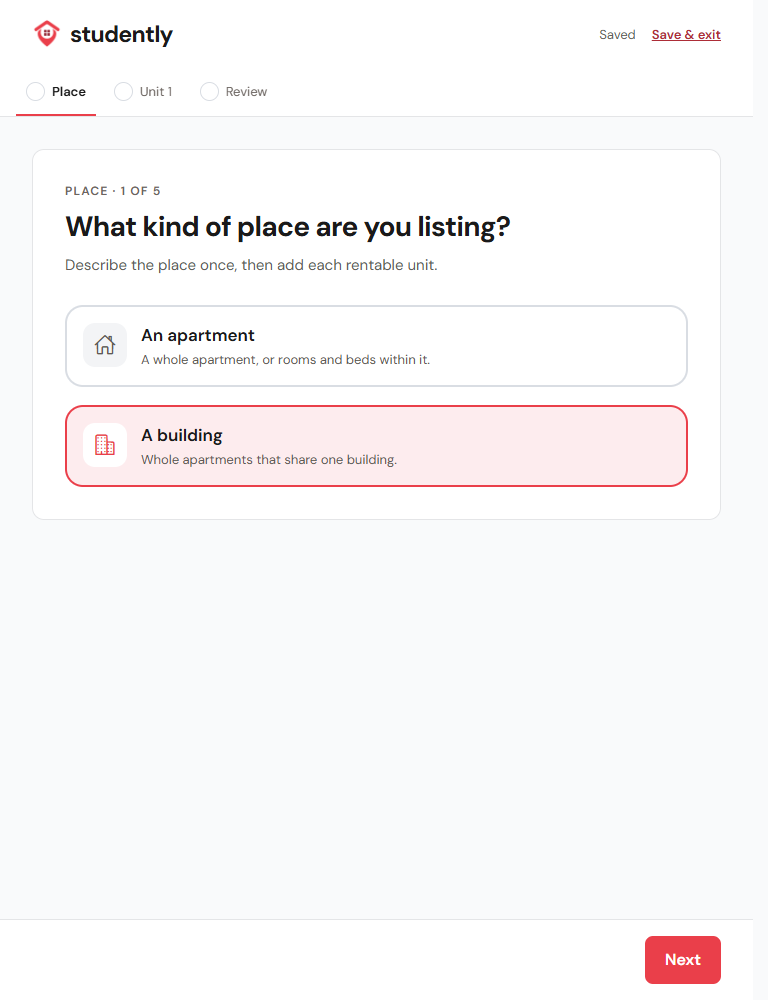 studently
Saved
Save & exit
Place
Unit 1
Review
PLACE · 1 OF 5
What kind of place are you listing?
Describe the place once, then add each rentable unit.
An apartment
A whole apartment, or rooms and beds within it.
A building
Whole apartments that share one building.
Next